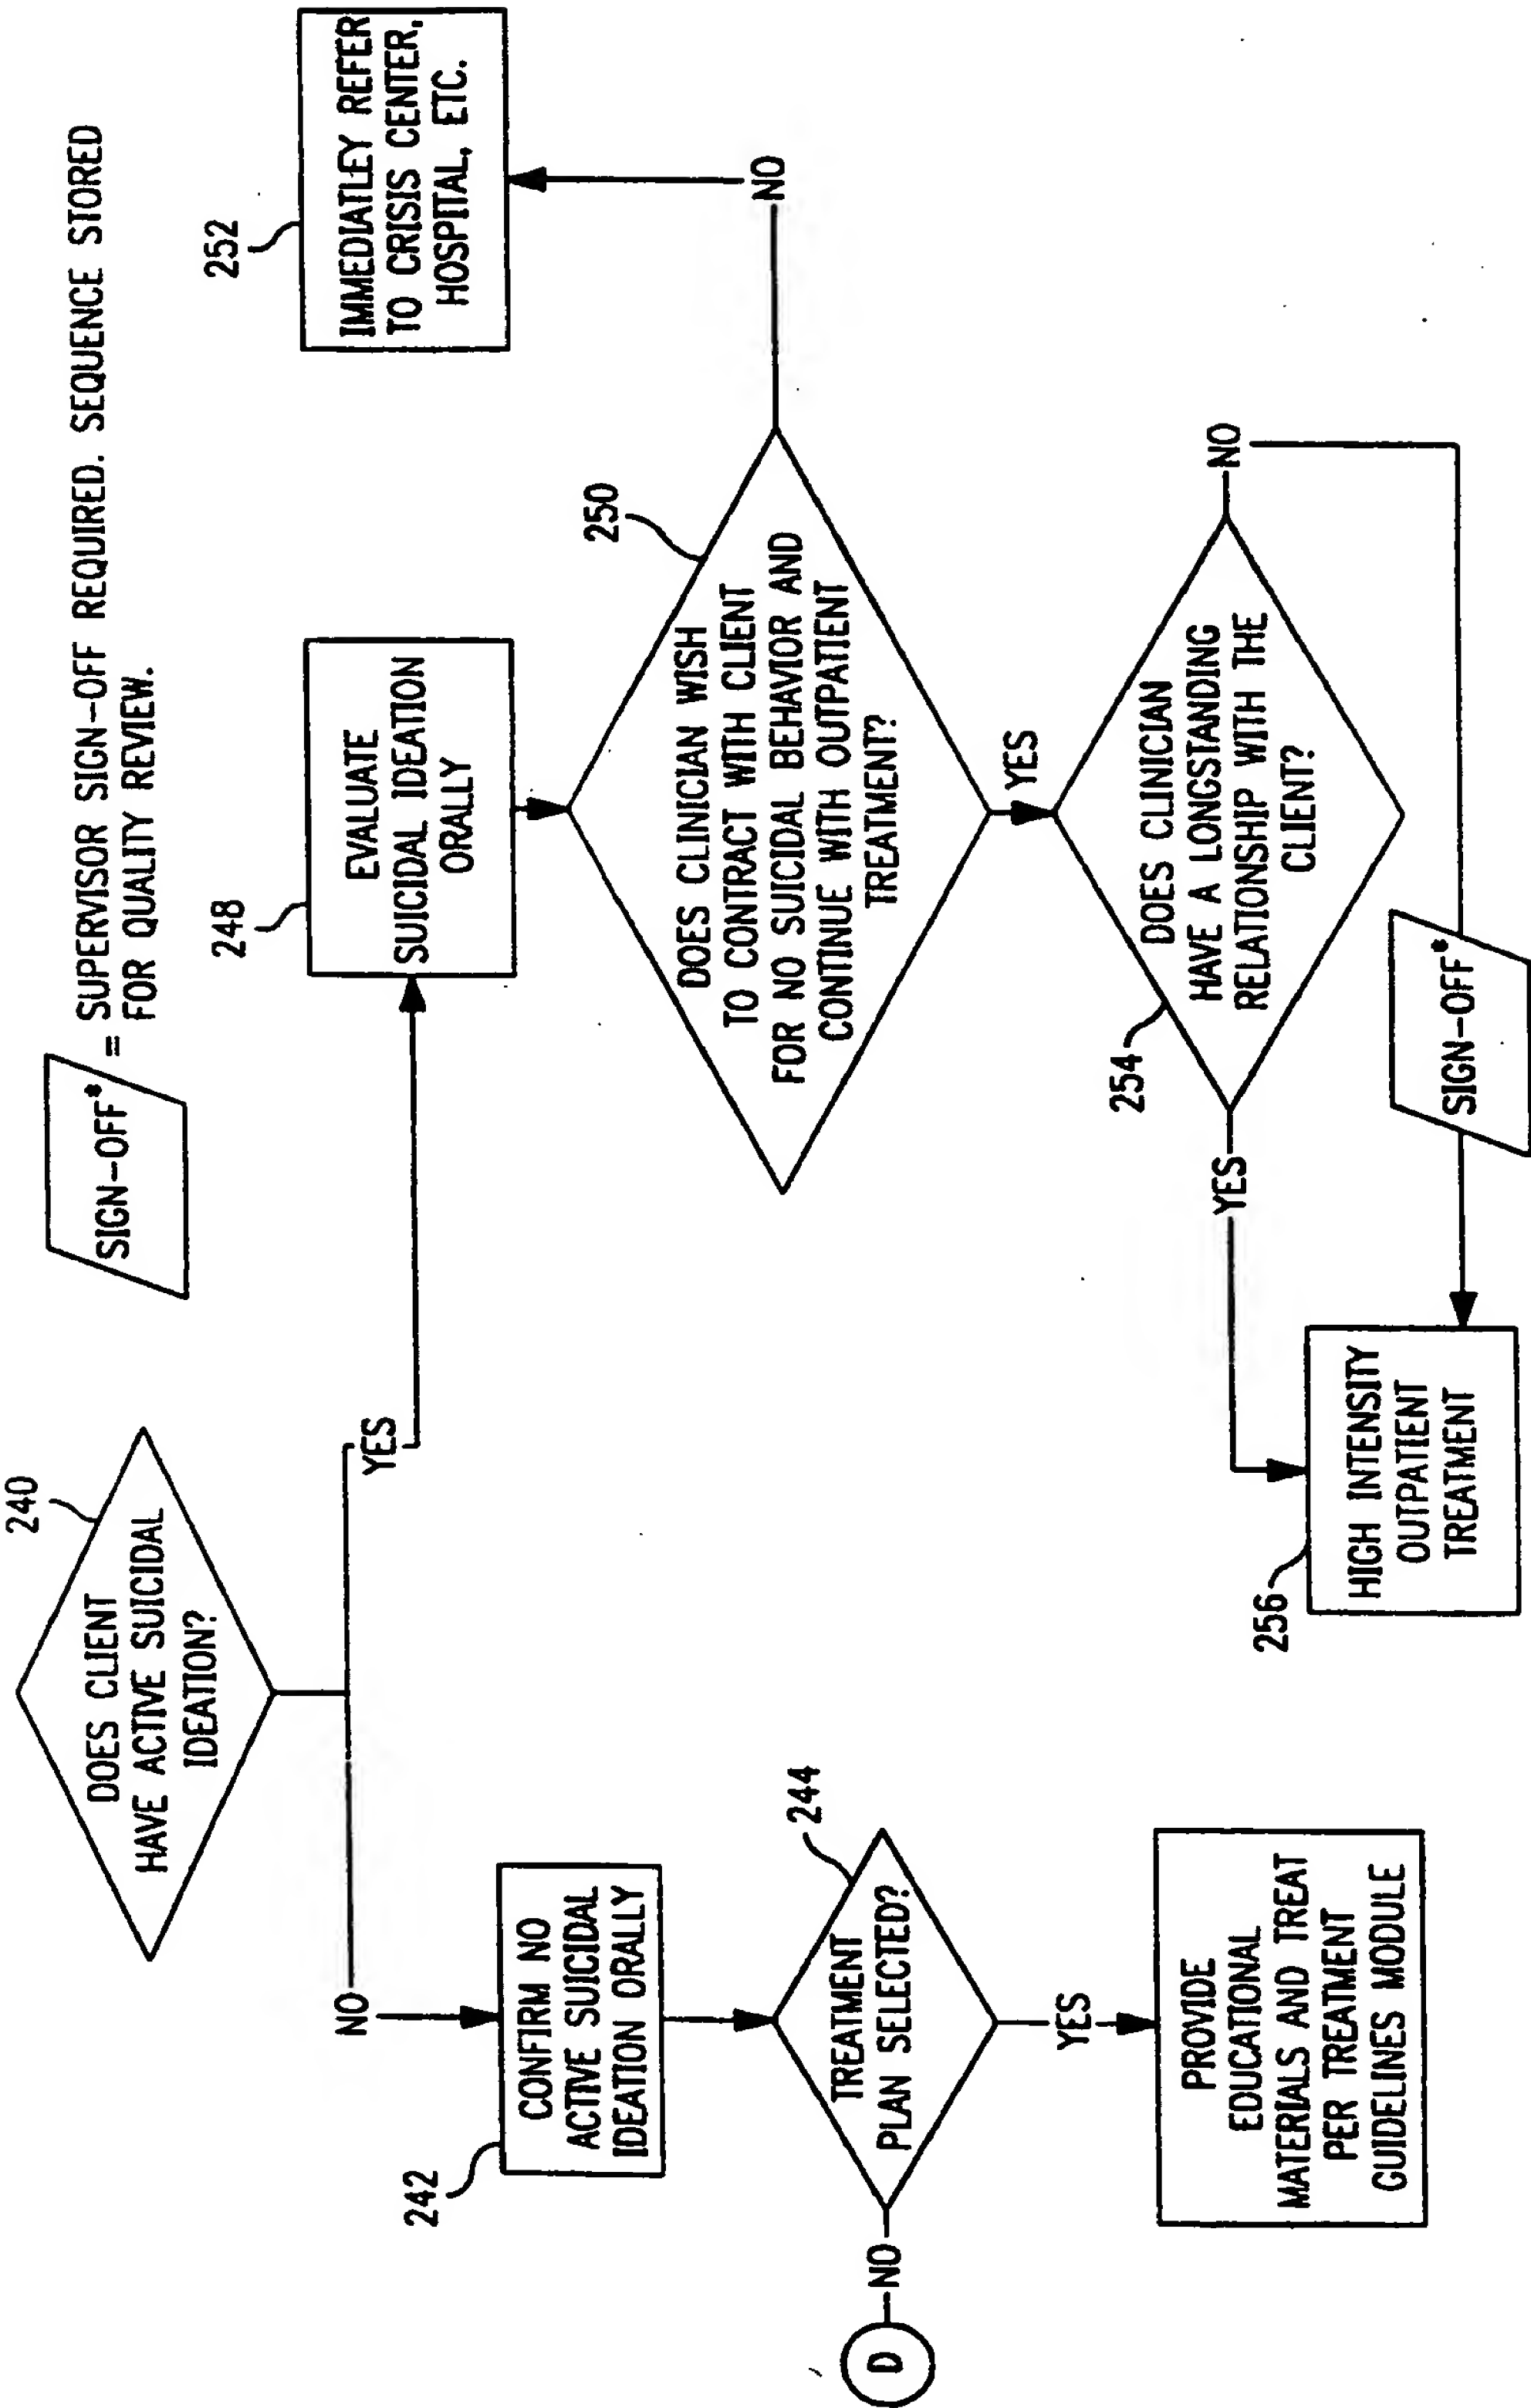 SIGN-OFF* = SUPERVISOR SIGN-OFF REQUIRED. SEQUENCE STORED
FOR QUALITY REVIEW.
240
DOES CLIENT
HAVE ACTIVE SUICIDAL
IDEATION?
NO
YES
242
CONFIRM NO
ACTIVE SUICIDAL
IDEATION ORALLY
244
TREATMENT
PLAN SELECTED?
D
NO
YES
PROVIDE
EDUCATIONAL
MATERIALS AND TREAT
PER TREATMENT
GUIDELINES MODULE
248
EVALUATE
SUICIDAL IDEATION
ORALLY
250
DOES CLINICIAN WISH
TO CONTRACT WITH CLIENT
FOR NO SUICIDAL BEHAVIOR AND
CONTINUE WITH OUTPATIENT
TREATMENT?
NO
252
IMMEDIATLEY REFER
TO CRISIS CENTER,
HOSPITAL, ETC.
YES
254
DOES CLINICIAN
HAVE A LONGSTANDING
RELATIONSHIP WITH THE
CLIENT?
YES
NO
SIGN-OFF*
256
HIGH INTENSITY
OUTPATIENT
TREATMENT